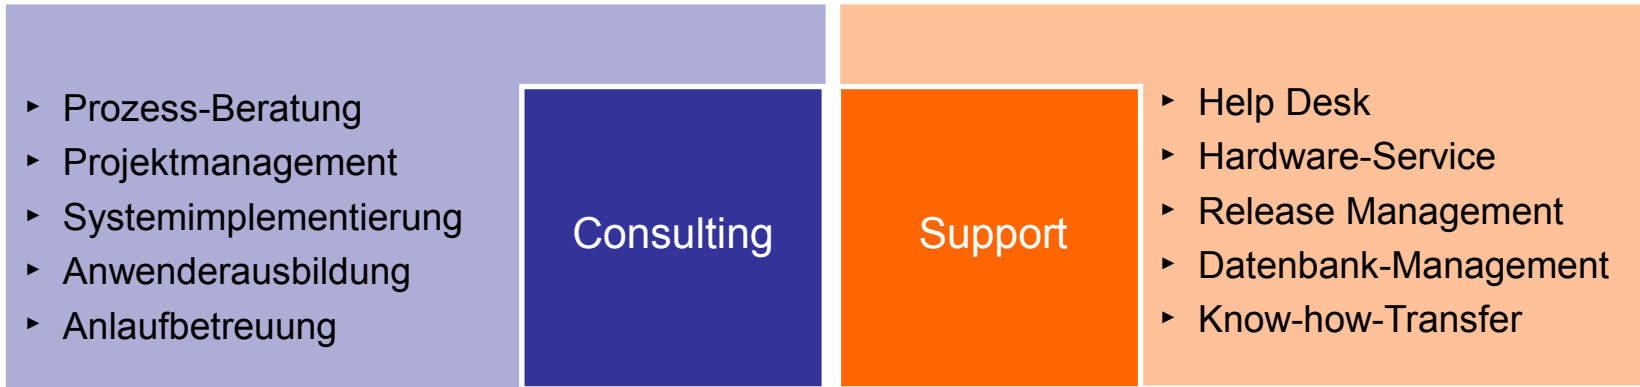 Prozess-Beratung
Projektmanagement
Systemimplementierung
Anwenderausbildung
Anlaufbetreuung
Consulting
Support
Help Desk
Hardware-Service
Release Management
Datenbank-Management
Know-how-Transfer